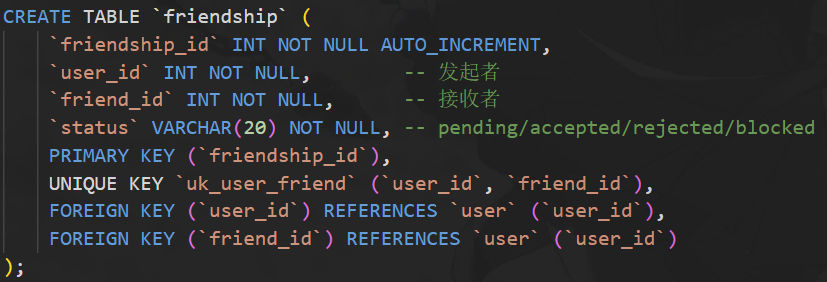 CREATE TABLE `friendship` (
    `friendship_id` INT NOT NULL AUTO_INCREMENT,
    `user_id` INT NOT NULL,        -- 发起者
    `friend_id` INT NOT NULL,      -- 接收者
    `status` VARCHAR(20) NOT NULL, -- pending/accepted/rejected/blocked
    PRIMARY KEY (`friendship_id`),
    UNIQUE KEY `uk_user_friend` (`user_id`, `friend_id`),
    FOREIGN KEY (`user_id`) REFERENCES `user` (`user_id`),
    FOREIGN KEY (`friend_id`) REFERENCES `user` (`user_id`)
);